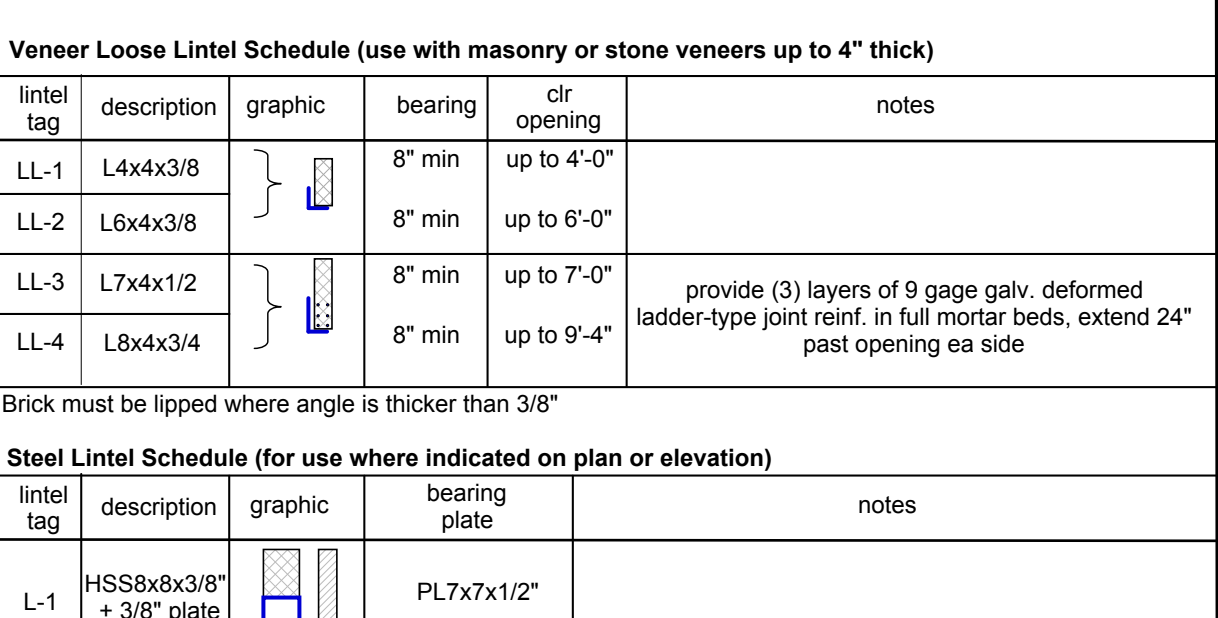 Veneer Loose Lintel Schedule (use with masonry or stone veneers up to 4" thick)
lintel tag description graphic bearing clr opening notes
LL-1 L4x4x3/8 8" min up to 4'-0"
LL-2 L6x4x3/8 8" min up to 6'-0"
LL-3 L7x4x1/2 8" min up to 7'-0"
LL-4 L8x4x3/4 8" min up to 9'-4"
provide (3) layers of 9 gage galv. deformed
ladder-type joint reinf. in full mortar beds, extend 24"
past opening ea side
Brick must be lipped where angle is thicker than 3/8"
Steel Lintel Schedule (for use where indicated on plan or elevation)
lintel tag description graphic bearing plate notes
L-1 HSS8x8x3/8" PL7x7x1/2"
+ 3/8" plate